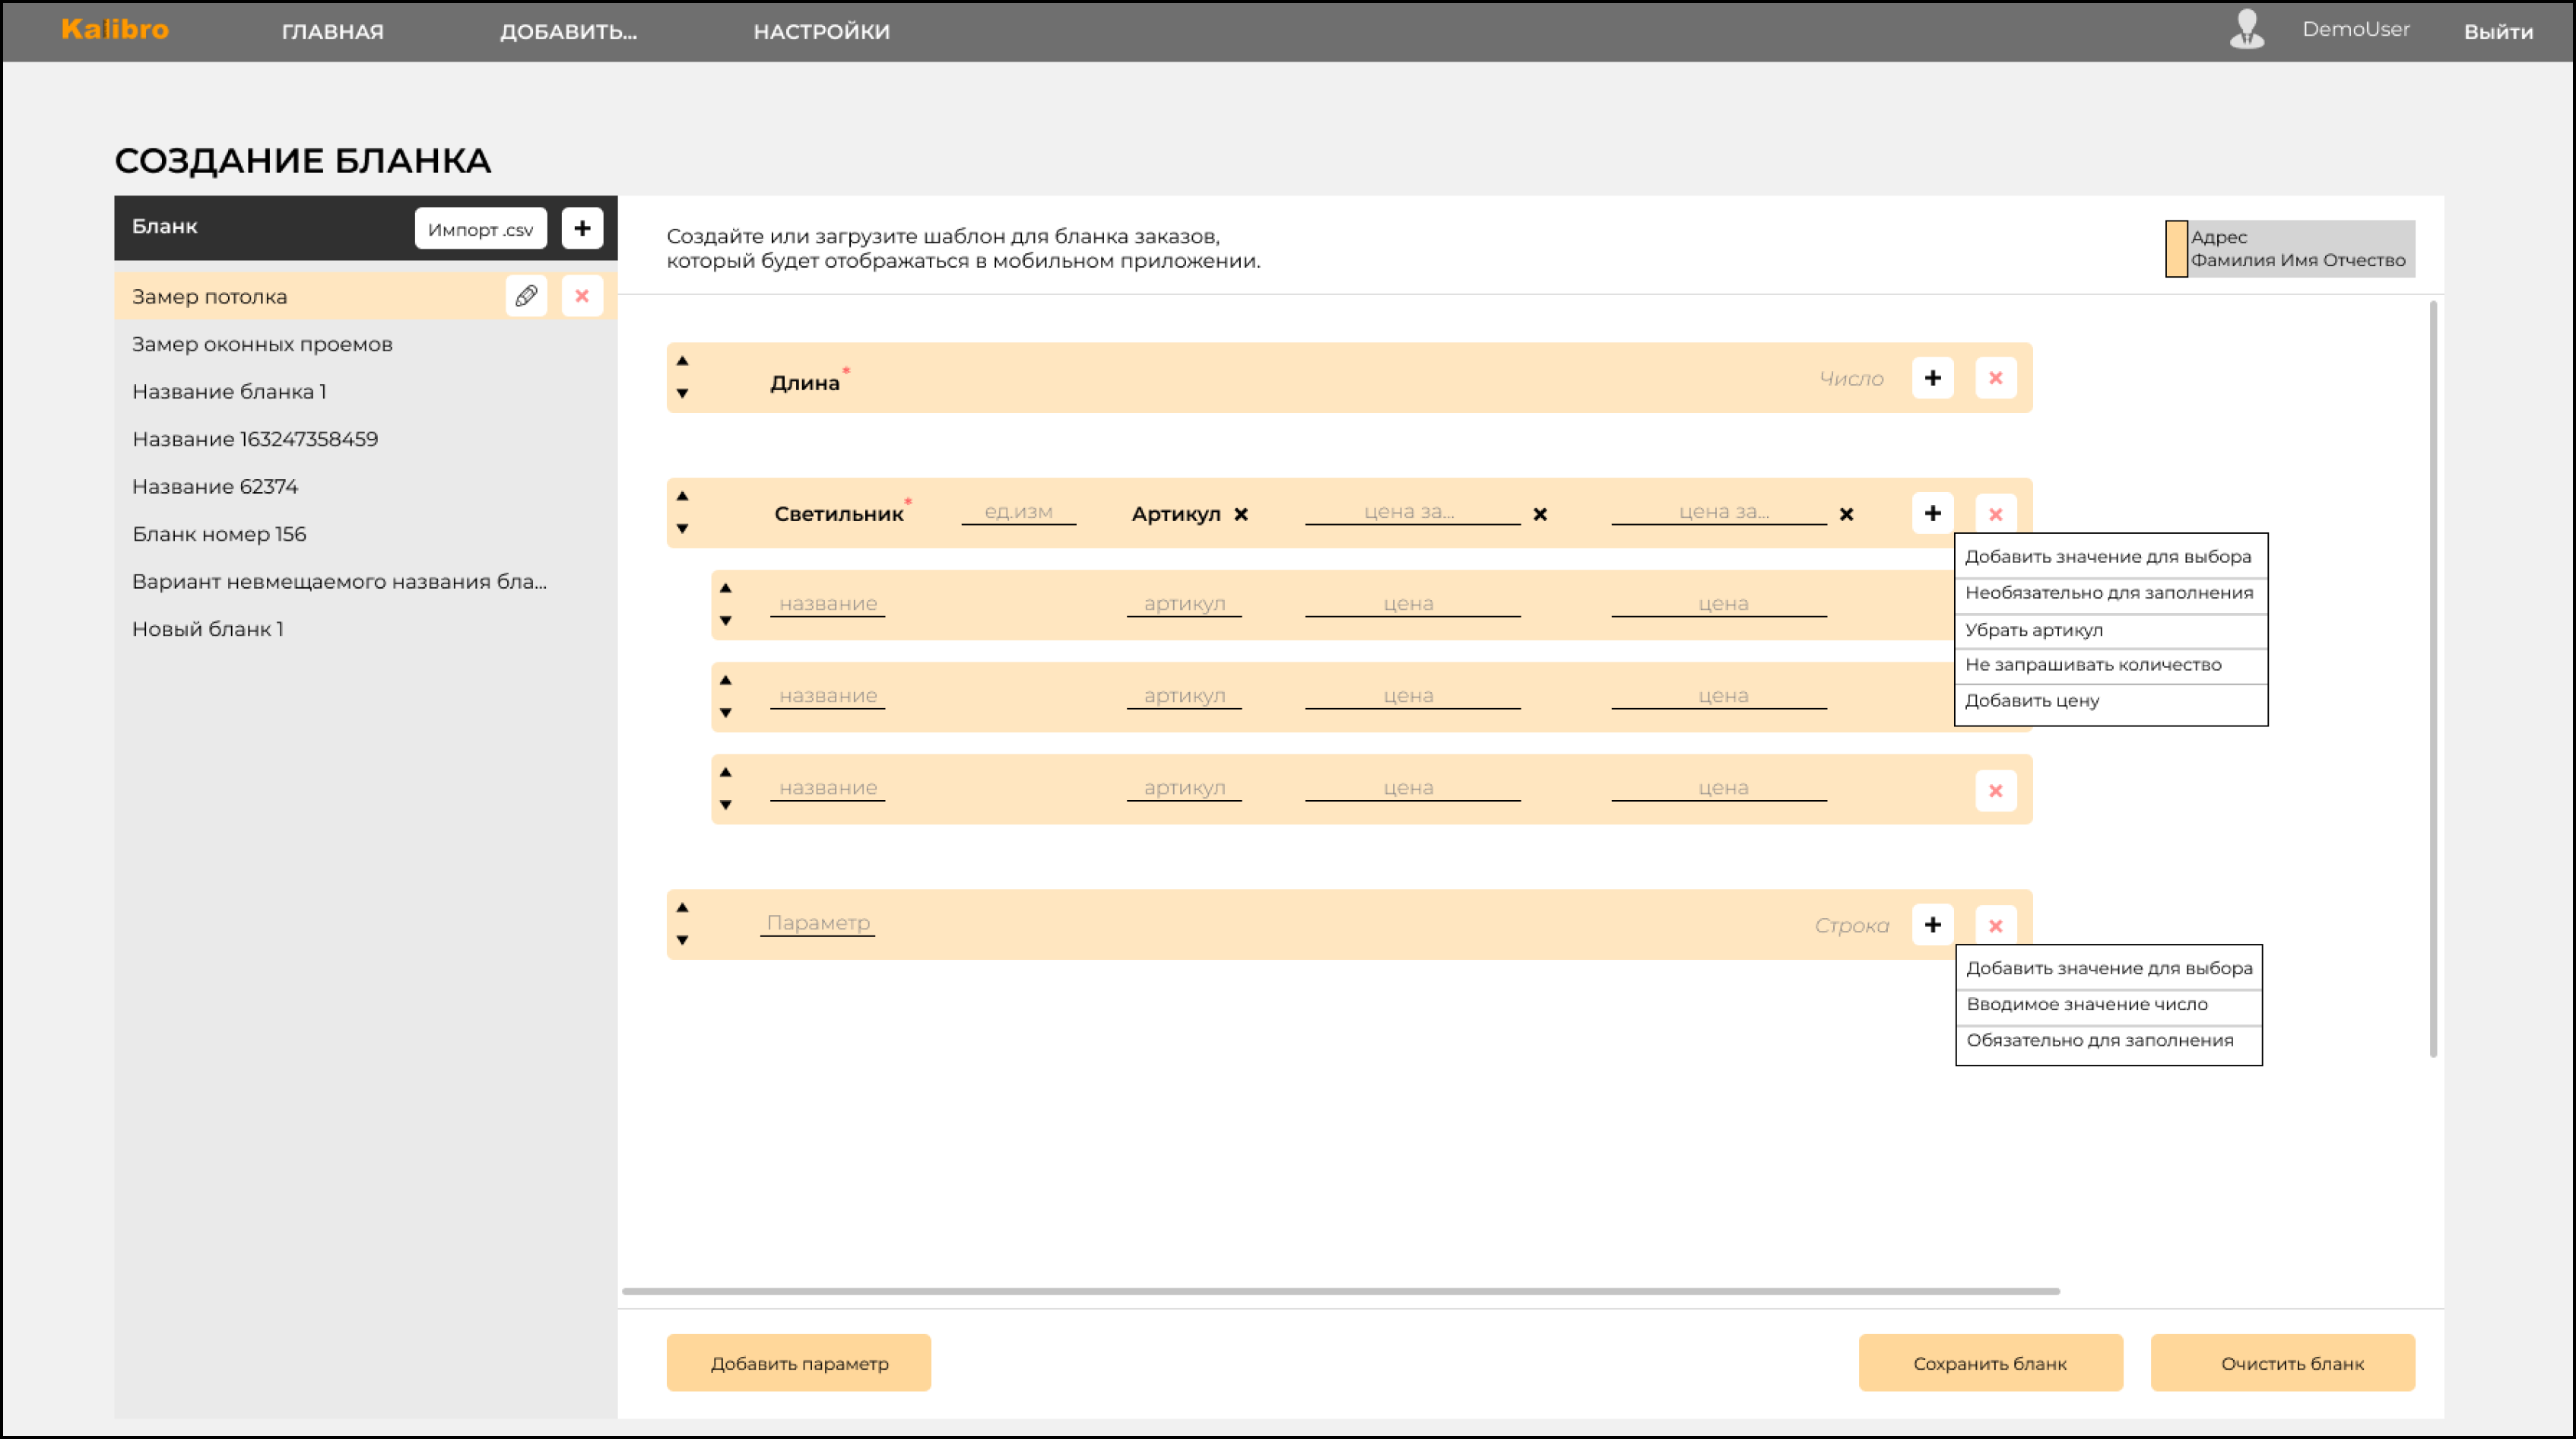 Kalibro
ГЛАВНАЯ
ДОБАВИТЬ...
НАСТРОЙКИ
DemoUser
Выйти
СОЗДАНИЕ БЛАНКА
Бланк
Импорт .csv
Замер потолка
Замер оконных проемов
Название бланка 1
Название 163247358459
Название 62374
Бланк номер 156
Вариант невмещаемого названия бла...
Новый бланк 1
Создайте или загрузите шаблон для бланка заказов,
который будет отображаться в мобильном приложении.
Адрес
Фамилия Имя Отчество
Длина*
Число
Светильник*
ед.изм
Артикул
цена за...
цена за...
Добавить значение для выбора
Необязательно для заполнения
Убрать артикул
Не запрашивать количество
Добавить цену
название
артикул
цена
цена
название
артикул
цена
цена
название
артикул
цена
цена
Параметр
Строка
Добавить значение для выбора
Вводимое значение число
Обязательно для заполнения
Добавить параметр
Сохранить бланк
Очистить бланк